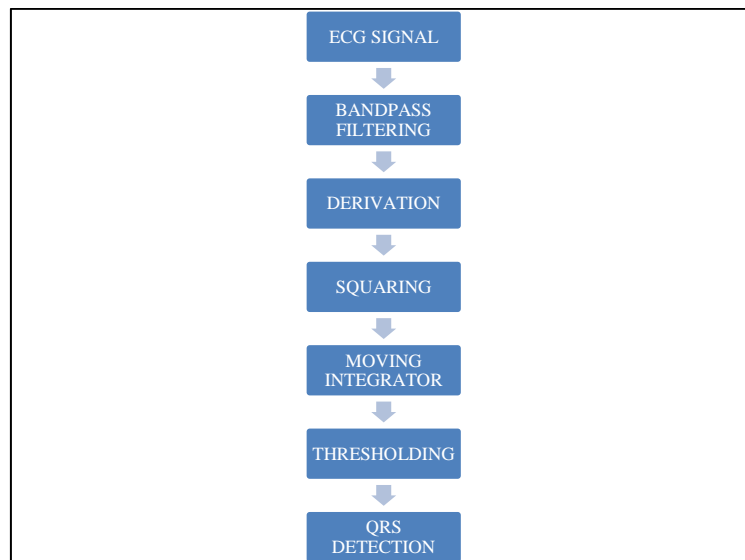 ECG SIGNAL
BANDPASS
FILTERING
DERIVATION
SQUARING
MOVING
INTEGRATOR
THRESHOLDING
QRS
DETECTION